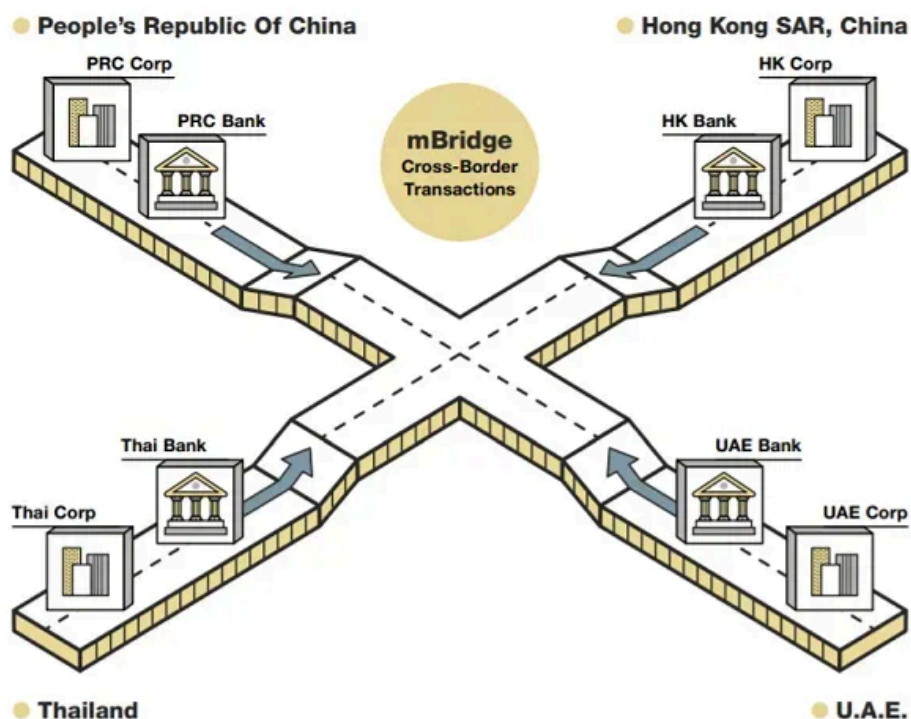 People's Republic Of China
Hong Kong SAR, China
PRC Corp
HK Corp
PRC Bank
HK Bank
mBridge
Cross-Border
Transactions
Thai Bank
UAE Bank
Thai Corp
UAE Corp
Thailand
U.A.E.